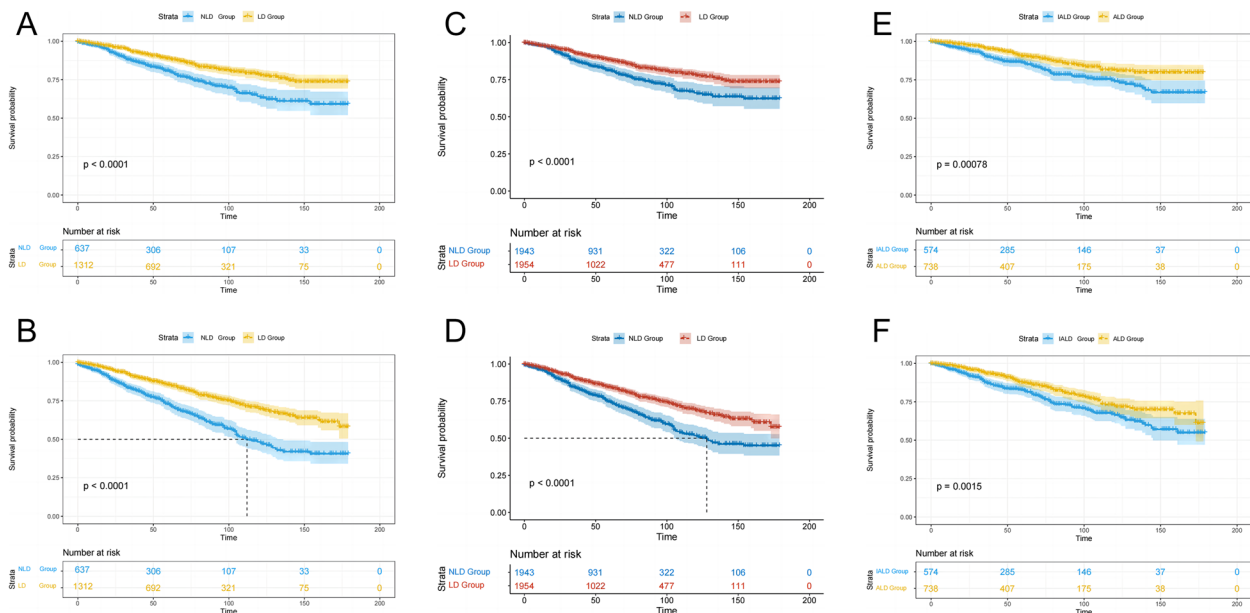 A
Strata NLD Group LD Group
Survival probability
1.00
0.75
0.50
0.25
0.00
p < 0.0001
0 50 100 150 200
Time
Number at risk
Strata
NLD Group 637 306 107 33 0
LD Group 1312 692 321 75 0
0 50 100 150 200
Time
C
Strata NLD Group LD Group
Survival probability
1.00
0.75
0.50
0.25
0.00
p < 0.0001
0 50 100 150 200
Time
Number at risk
Strata
NLD Group 1943 931 322 106 0
LD Group 1954 1022 477 111 0
0 50 100 150 200
Time
E
Strata IALD Group ALD Group
Survival probability
1.00
0.75
0.50
0.25
0.00
p = 0.00078
0 50 100 150 200
Time
Number at risk
Strata
IALD Group 574 285 146 37 0
ALD Group 738 407 175 38 0
0 50 100 150 200
Time
B
Strata NLD Group LD Group
Survival probability
1.00
0.75
0.50
0.25
0.00
p < 0.0001
0 50 100 150 200
Time
Number at risk
Strata
NLD Group 637 306 107 33 0
LD Group 1312 692 321 75 0
0 50 100 150 200
Time
D
Strata NLD Group LD Group
Survival probability
1.00
0.75
0.50
0.25
0.00
p < 0.0001
0 50 100 150 200
Time
Number at risk
Strata
NLD Group 1943 931 322 106 0
LD Group 1954 1022 477 111 0
0 50 100 150 200
Time
F
Strata IALD Group ALD Group
Survival probability
1.00
0.75
0.50
0.25
0.00
p = 0.0015
0 50 100 150 200
Time
Number at risk
Strata
IALD Group 574 285 146 37 0
ALD Group 738 407 175 38 0
0 50 100 150 200
Time